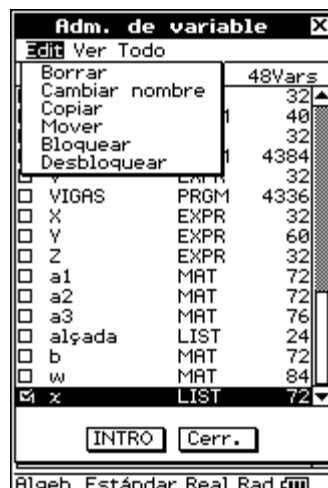 Adm. de variable
Edit Ver Todo
Borrar
Cambiar nombre
Copiar
Mover
Bloquear
Desbloquear
48Vars
32
40
32
4384
32
VIGAS PRGM 4336
X EXPR 32
Y EXPR 60
Z EXPR 32
a1 MAT 72
a2 MAT 72
a3 MAT 76
alçada LIST 24
b MAT 72
w MAT 84
x LIST 72
INTRO Cerr.
Algeb Estándar Real Rad